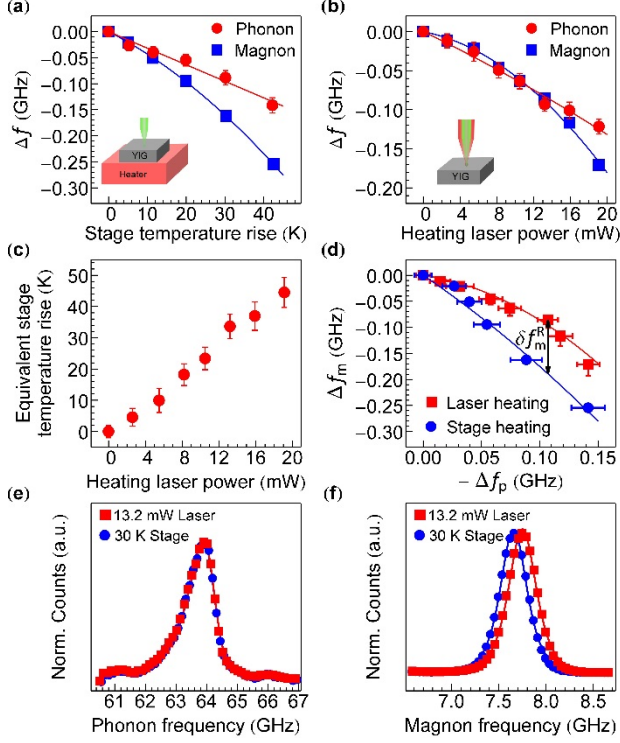 (a)
0.00
-0.05
-0.10
-0.15
-0.20
-0.25
-0.30
Δf (GHz)
Phonon
Magnon
YIG
Heater
0 10 20 30 40
Stage temperature rise (K)
(b)
0.00
-0.05
-0.10
-0.15
-0.20
Δf (GHz)
Phonon
Magnon
YIG
0 4 8 12 16 20
Heating laser power (mW)
(c)
50
40
30
20
10
0
Equivalent stage
temperature rise (K)
0 4 8 12 16 20
Heating laser power (mW)
(d)
0.00
-0.05
-0.10
-0.15
-0.20
-0.25
-0.30
Δfm (GHz)
δfmR
Laser heating
Stage heating
0.00 0.05 0.10 0.15
− Δfp (GHz)
(e)
13.2 mW Laser
30 K Stage
Norm. Counts (a.u.)
61 62 63 64 65 66 67
Phonon frequency (GHz)
(f)
13.2 mW Laser
30 K Stage
Norm. Counts (a.u.)
7.0 7.5 8.0 8.5
Magnon frequency (GHz)